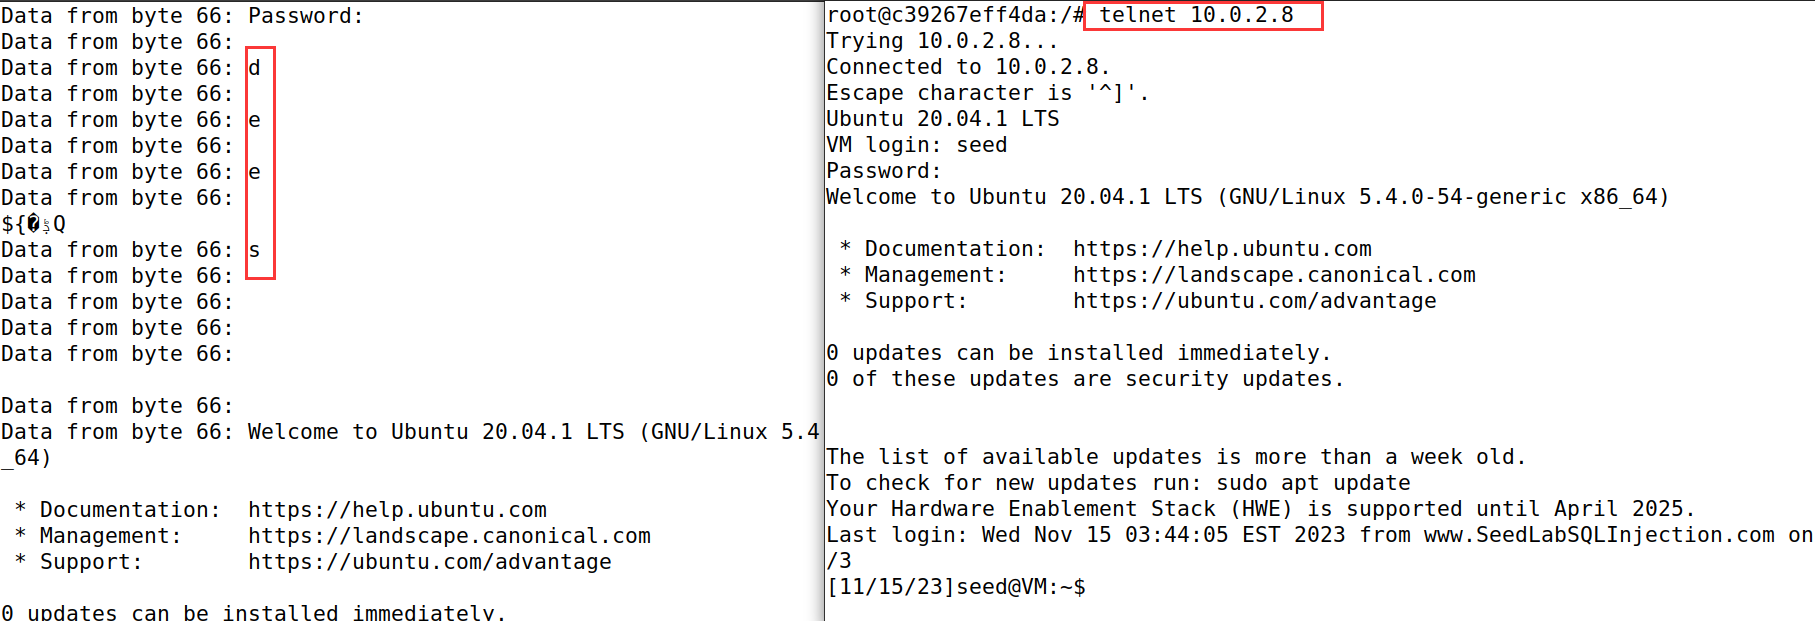 Data from byte 66: Password:
Data from byte 66:
Data from byte 66: d
Data from byte 66:
Data from byte 66: e
Data from byte 66:
Data from byte 66: e
Data from byte 66:
${�Q
Data from byte 66: s
Data from byte 66:
Data from byte 66:
Data from byte 66:
Data from byte 66:
Data from byte 66:
Data from byte 66: Welcome to Ubuntu 20.04.1 LTS (GNU/Linux 5.4
_64)
* Documentation:  https://help.ubuntu.com
* Management:     https://landscape.canonical.com
* Support:        https://ubuntu.com/advantage
0 updates can be installed immediately.
root@c39267eff4da:/# telnet 10.0.2.8
Trying 10.0.2.8...
Connected to 10.0.2.8.
Escape character is '^]'.
Ubuntu 20.04.1 LTS
VM login: seed
Password:
Welcome to Ubuntu 20.04.1 LTS (GNU/Linux 5.4.0-54-generic x86_64)
* Documentation:  https://help.ubuntu.com
* Management:     https://landscape.canonical.com
* Support:        https://ubuntu.com/advantage
0 updates can be installed immediately.
0 of these updates are security updates.
The list of available updates is more than a week old.
To check for new updates run: sudo apt update
Your Hardware Enablement Stack (HWE) is supported until April 2025.
Last login: Wed Nov 15 03:44:05 EST 2023 from www.SeedLabSQLInjection.com on
/3
[11/15/23]seed@VM:~$